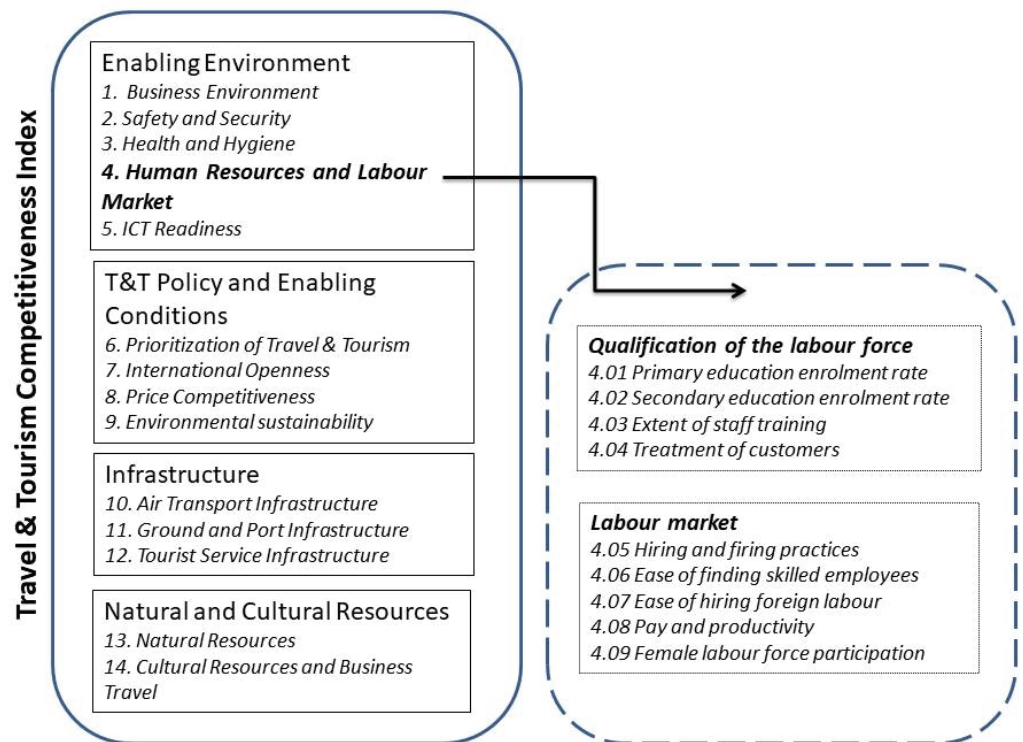 Travel & Tourism Competitiveness Index
Enabling Environment
1. Business Environment
2. Safety and Security
3. Health and Hygiene
4. Human Resources and Labour
Market
5. ICT Readiness
T&T Policy and Enabling
Conditions
6. Prioritization of Travel & Tourism
7. International Openness
8. Price Competitiveness
9. Environmental sustainability
Infrastructure
10. Air Transport Infrastructure
11. Ground and Port Infrastructure
12. Tourist Service Infrastructure
Natural and Cultural Resources
13. Natural Resources
14. Cultural Resources and Business
Travel
Qualification of the labour force
4.01 Primary education enrolment rate
4.02 Secondary education enrolment rate
4.03 Extent of staff training
4.04 Treatment of customers
Labour market
4.05 Hiring and firing practices
4.06 Ease of finding skilled employees
4.07 Ease of hiring foreign labour
4.08 Pay and productivity
4.09 Female labour force participation